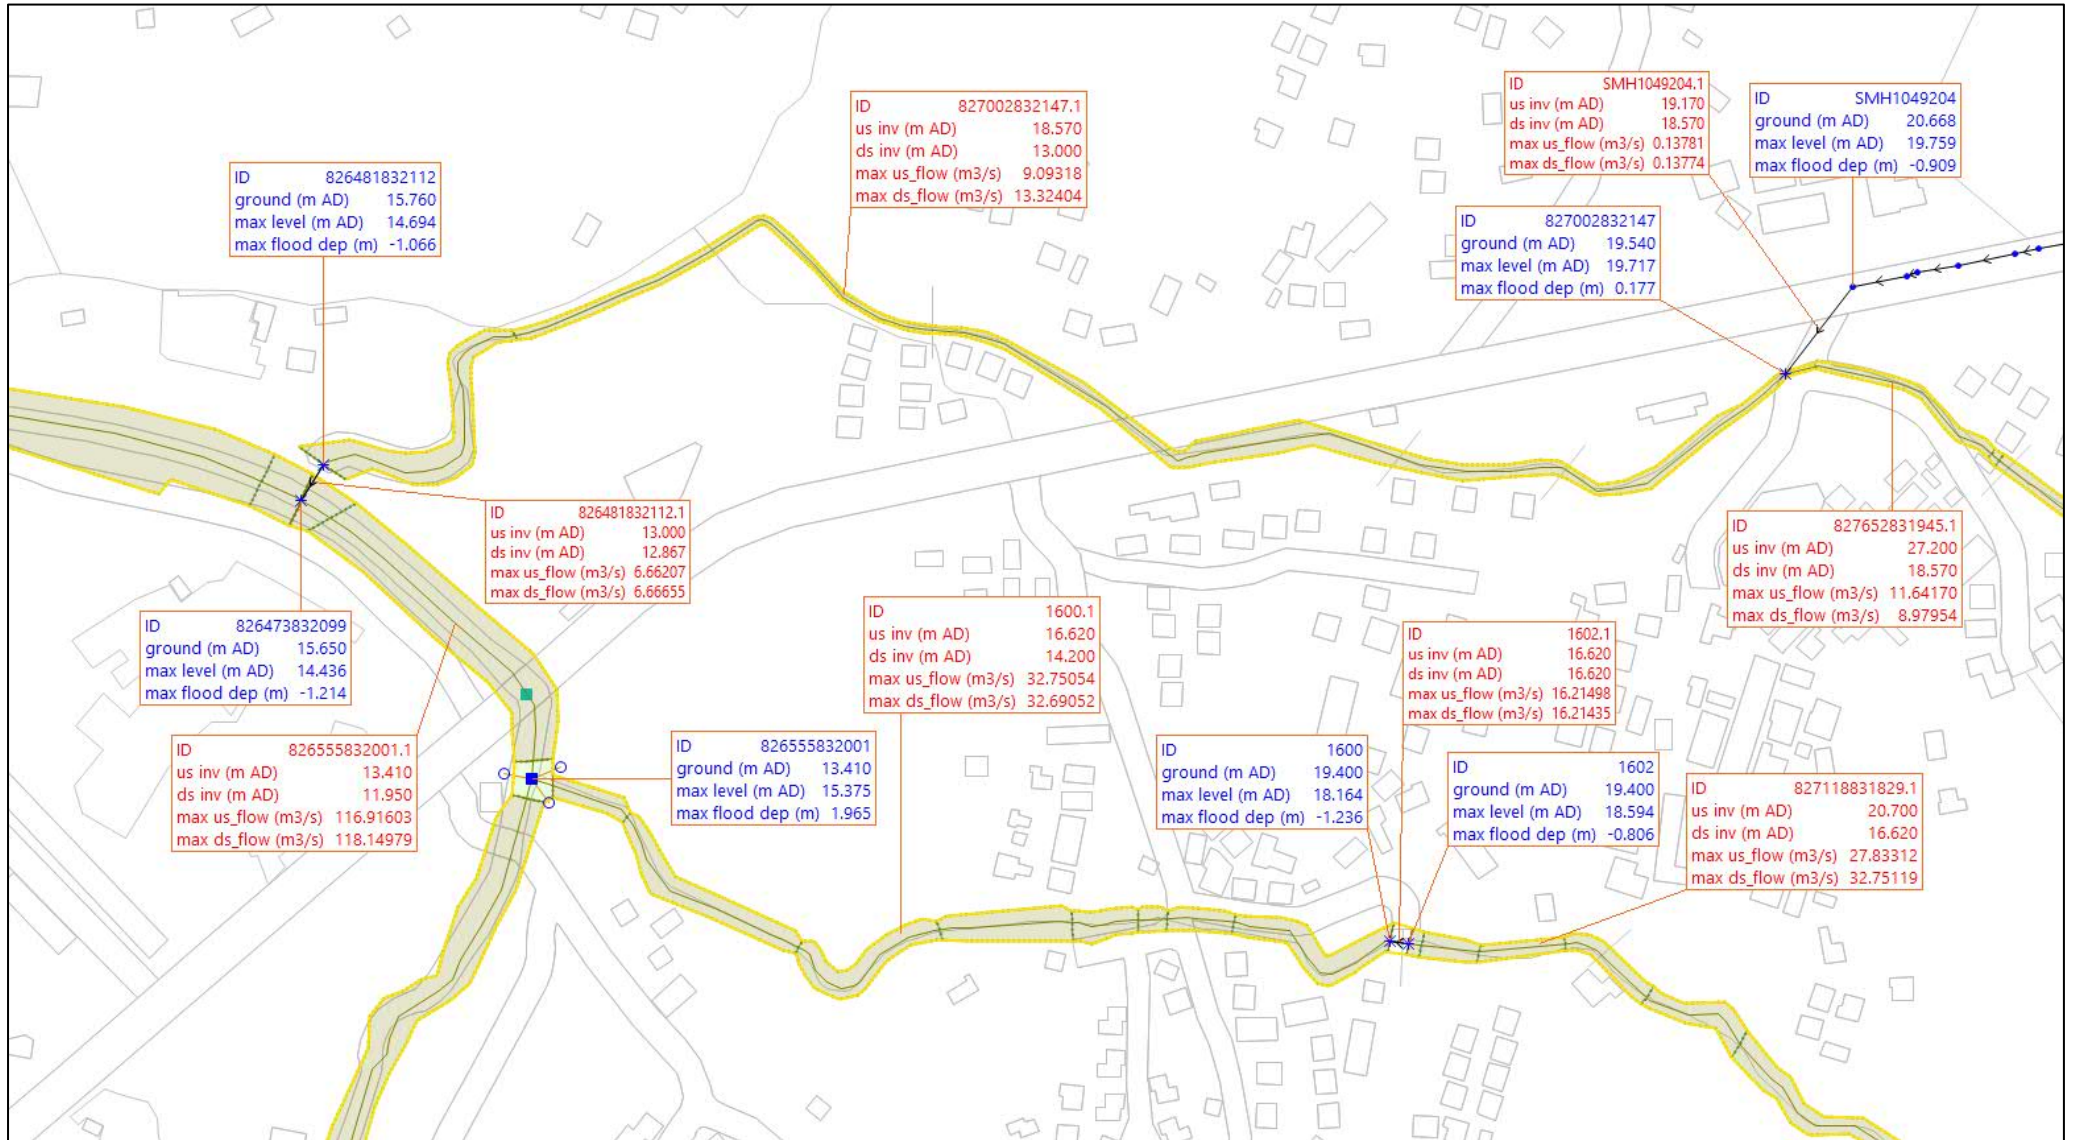 ID 827002832147.1
us inv (m AD) 18.570
ds inv (m AD) 13.000
max us_flow (m3/s) 9.09318
max ds_flow (m3/s) 13.32404
ID SMH1049204.1
us inv (m AD) 19.170
ds inv (m AD) 18.570
max us_flow (m3/s) 0.13781
max ds_flow (m3/s) 0.13774
ID SMH1049204
ground (m AD) 20.668
max level (m AD) 19.759
max flood dep (m) -0.909
ID 826481832112
ground (m AD) 15.760
max level (m AD) 14.694
max flood dep (m) -1.066
ID 827002832147
ground (m AD) 19.540
max level (m AD) 19.717
max flood dep (m) 0.177
ID 826481832112.1
us inv (m AD) 13.000
ds inv (m AD) 12.867
max us_flow (m3/s) 6.66207
max ds_flow (m3/s) 6.66655
ID 827652831945.1
us inv (m AD) 27.200
ds inv (m AD) 18.570
max us_flow (m3/s) 11.64170
max ds_flow (m3/s) 8.97954
ID 826473832099
ground (m AD) 15.650
max level (m AD) 14.436
max flood dep (m) -1.214
ID 1600.1
us inv (m AD) 16.620
ds inv (m AD) 14.200
max us_flow (m3/s) 32.75054
max ds_flow (m3/s) 32.69052
ID 1602.1
us inv (m AD) 16.620
ds inv (m AD) 16.620
max us_flow (m3/s) 16.21498
max ds_flow (m3/s) 16.21435
ID 826555832001.1
us inv (m AD) 13.410
ds inv (m AD) 11.950
max us_flow (m3/s) 116.91603
max ds_flow (m3/s) 118.14979
ID 826555832001
ground (m AD) 13.410
max level (m AD) 15.375
max flood dep (m) 1.965
ID 1600
ground (m AD) 19.400
max level (m AD) 18.164
max flood dep (m) -1.236
ID 1602
ground (m AD) 19.400
max level (m AD) 18.594
max flood dep (m) -0.806
ID 827118831829.1
us inv (m AD) 20.700
ds inv (m AD) 16.620
max us_flow (m3/s) 27.83312
max ds_flow (m3/s) 32.75119